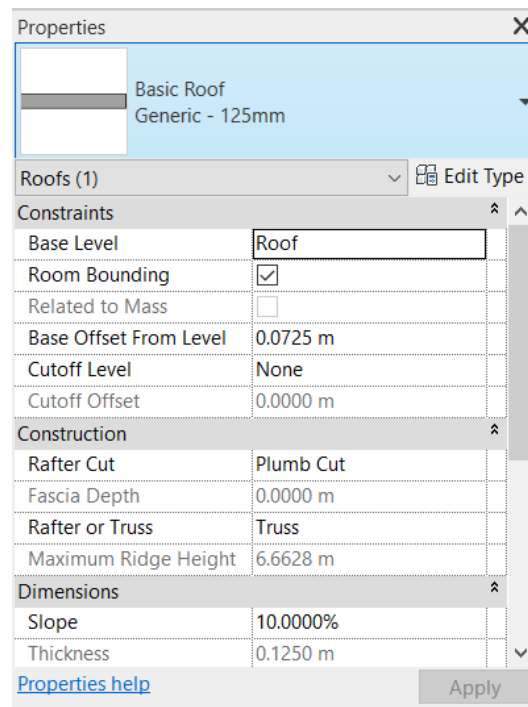 Properties
Basic Roof
Generic - 125mm
Roofs (1) Edit Type
Constraints
Base Level Roof
Room Bounding
Related to Mass
Base Offset From Level 0.0725 m
Cutoff Level None
Cutoff Offset 0.0000 m
Construction
Rafter Cut Plumb Cut
Fascia Depth 0.0000 m
Rafter or Truss Truss
Maximum Ridge Height 6.6628 m
Dimensions
Slope 10.0000%
Thickness 0.1250 m
Properties help Apply